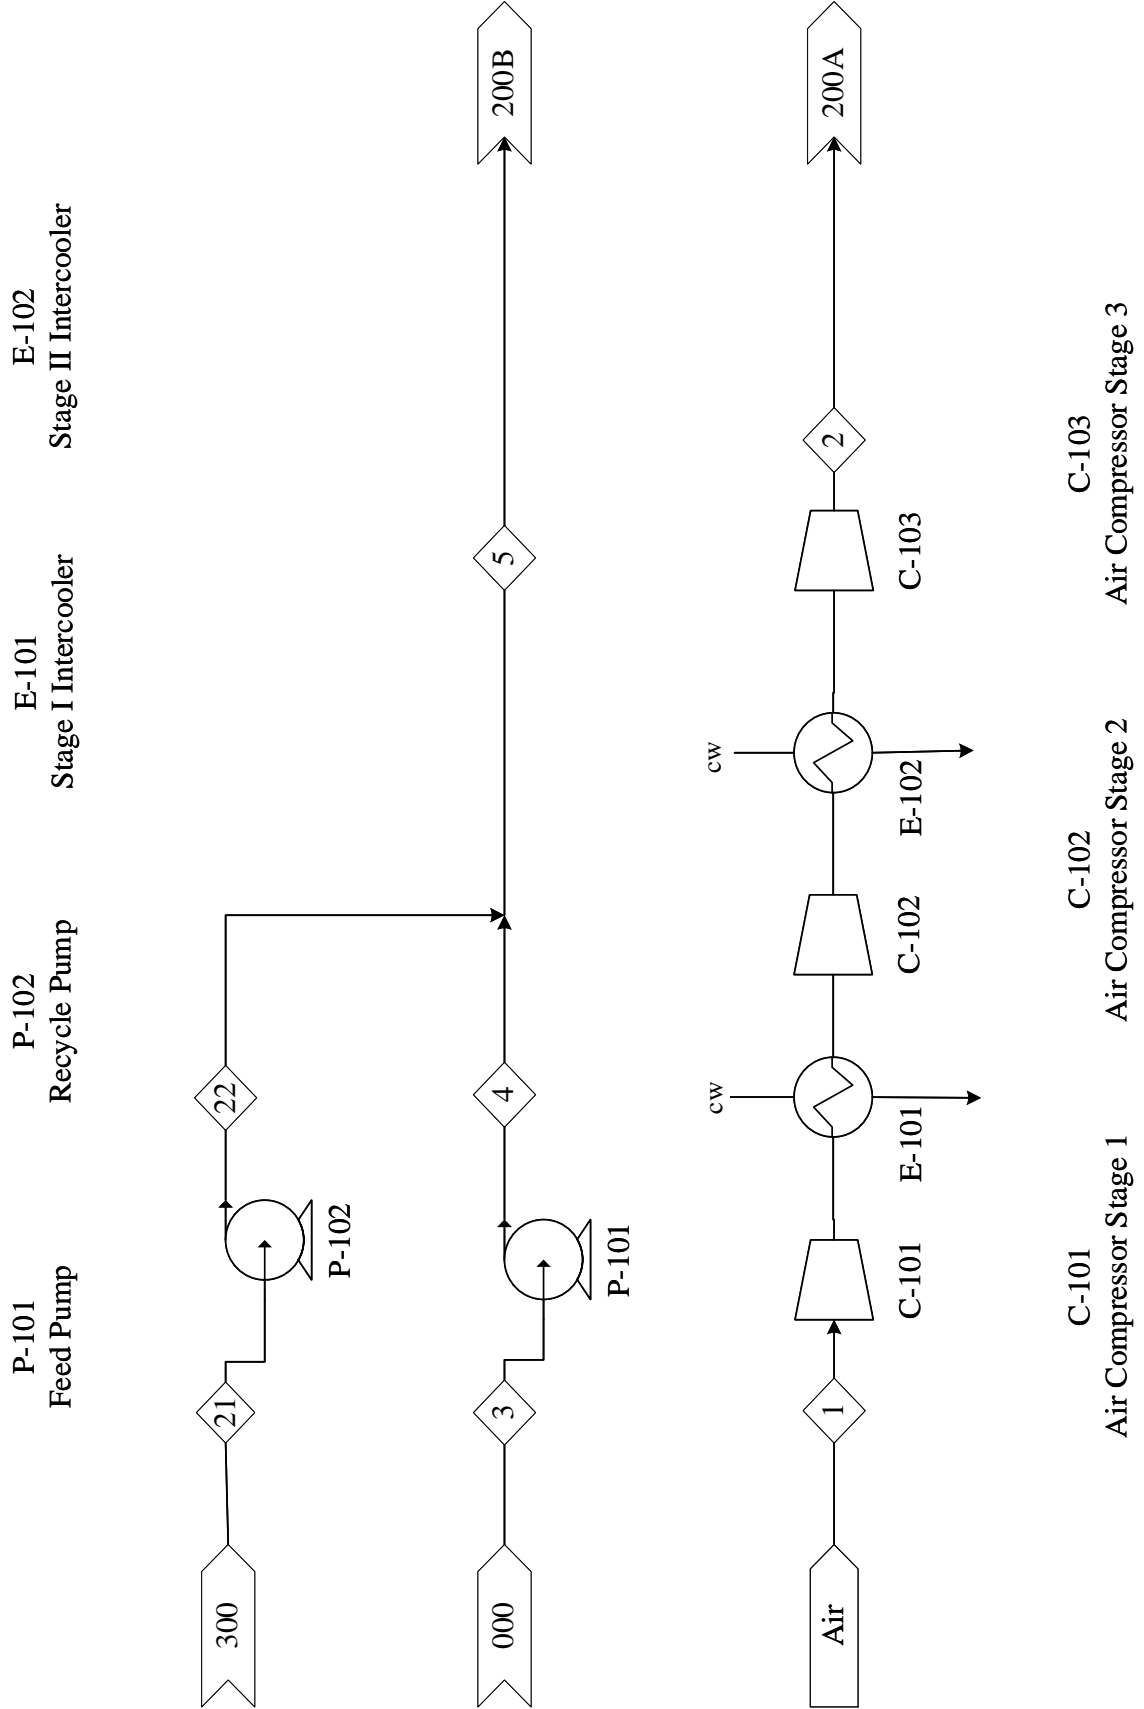 P-101
Feed Pump
P-102
Recycle Pump
E-101
Stage I Intercooler
E-102
Stage II Intercooler
300
21
P-102
22
000
3
P-101
4
5
200B
Air
1
C-101
cw
E-101
C-102
cw
E-102
C-103
2
200A
C-101
Air Compressor Stage 1
C-102
Air Compressor Stage 2
C-103
Air Compressor Stage 3